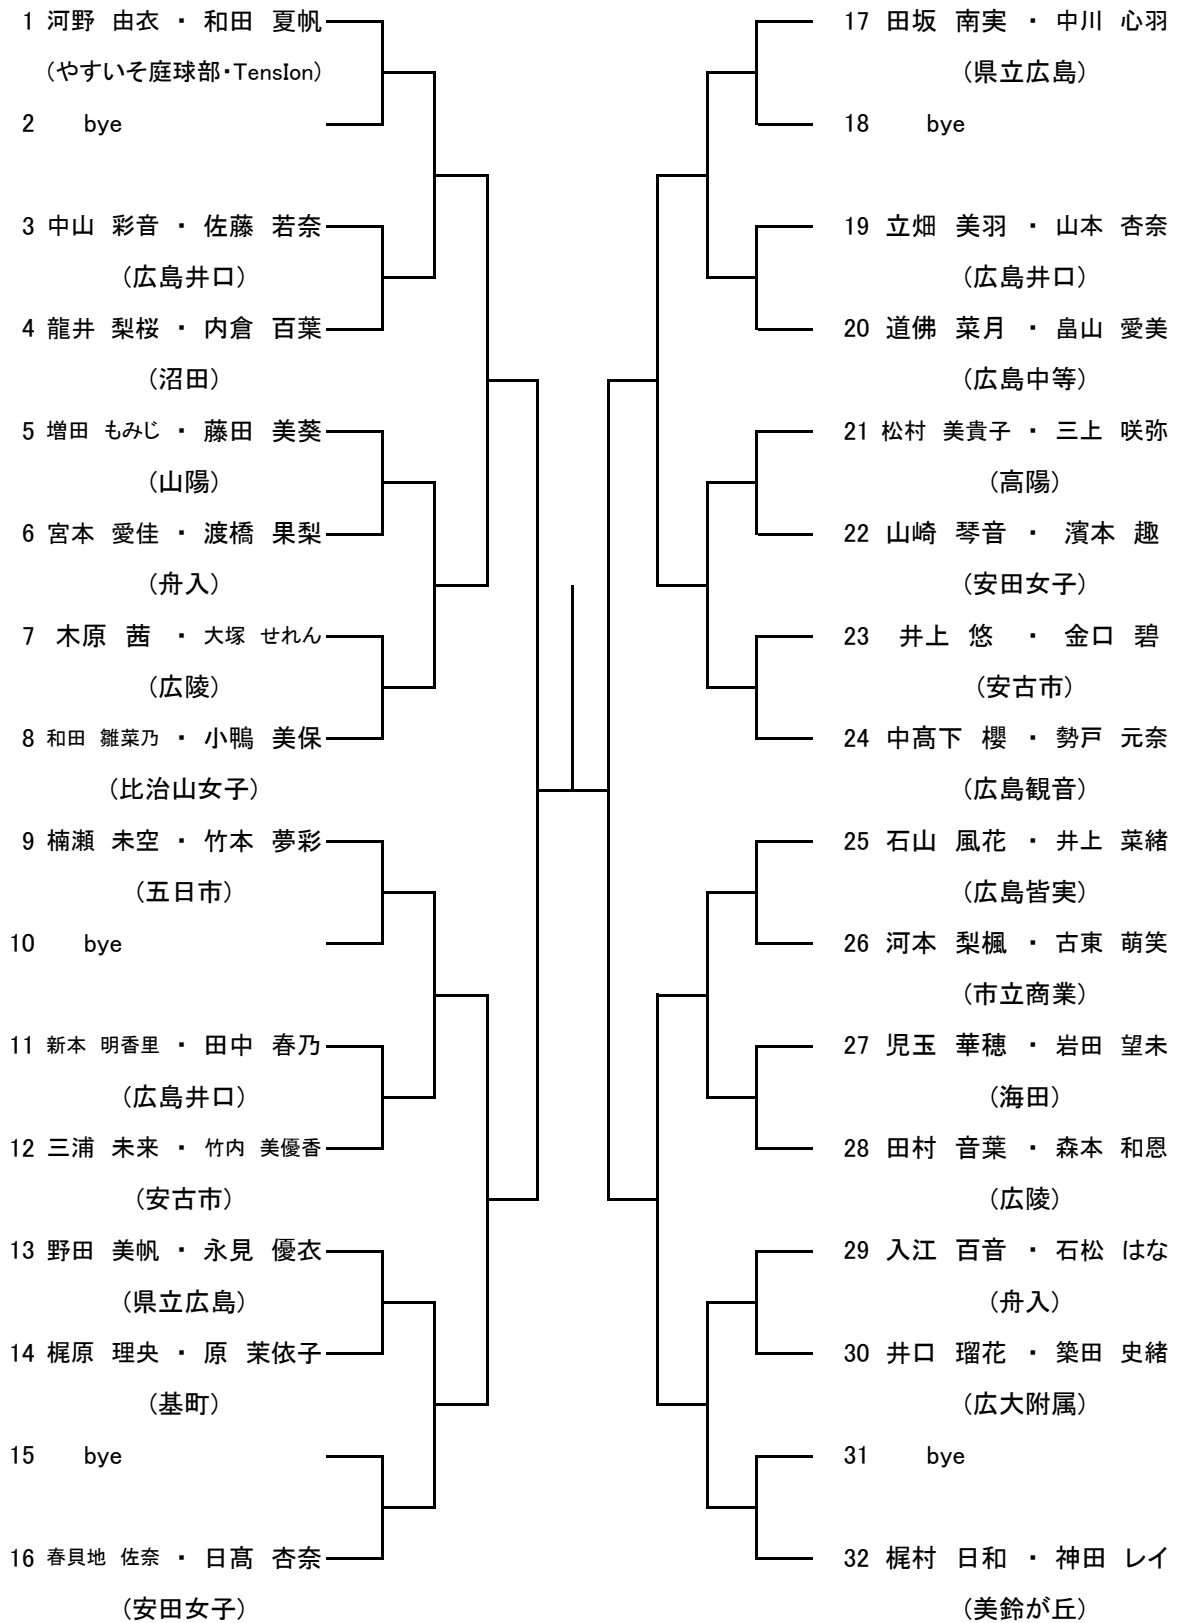 1 河野 由衣 ・ 和田 夏帆
(やすいそ庭球部・TensIon)
2 bye
3 中山 彩音 ・ 佐藤 若奈
(広島井口)
4 龍井 梨桜 ・ 内倉 百葉
(沼田)
5 増田 もみじ ・ 藤田 美葵
(山陽)
6 宮本 愛佳 ・ 渡橋 果梨
(舟入)
7 木原 茜 ・ 大塚 せれん
(広陵)
8 和田 雛菜乃 ・ 小鴨 美保
(比治山女子)
9 楠瀬 未空 ・ 竹本 夢彩
(五日市)
10 bye
11 新本 明香里 ・ 田中 春乃
(広島井口)
12 三浦 未来 ・ 竹内 美優香
(安古市)
13 野田 美帆 ・ 永見 優衣
(県立広島)
14 梶原 理央 ・ 原 茉依子
(基町)
15 bye
16 春貝地 佐奈 ・ 日髙 杏奈
(安田女子)
17 田坂 南実 ・ 中川 心羽
(県立広島)
18 bye
19 立畑 美羽 ・ 山本 杏奈
(広島井口)
20 道佛 菜月 ・ 畠山 愛美
(広島中等)
21 松村 美貴子 ・ 三上 咲弥
(高陽)
22 山崎 琴音 ・ 濱本 趣
(安田女子)
23 井上 悠 ・ 金口 碧
(安古市)
24 中髙下 櫻 ・ 勢戸 元奈
(広島観音)
25 石山 風花 ・ 井上 菜緒
(広島皆実)
26 河本 梨楓 ・ 古東 萌笑
(市立商業)
27 児玉 華穂 ・ 岩田 望未
(海田)
28 田村 音葉 ・ 森本 和恩
(広陵)
29 入江 百音 ・ 石松 はな
(舟入)
30 井口 瑠花 ・ 築田 史緒
(広大附属)
31 bye
32 梶村 日和 ・ 神田 レイ
(美鈴が丘)